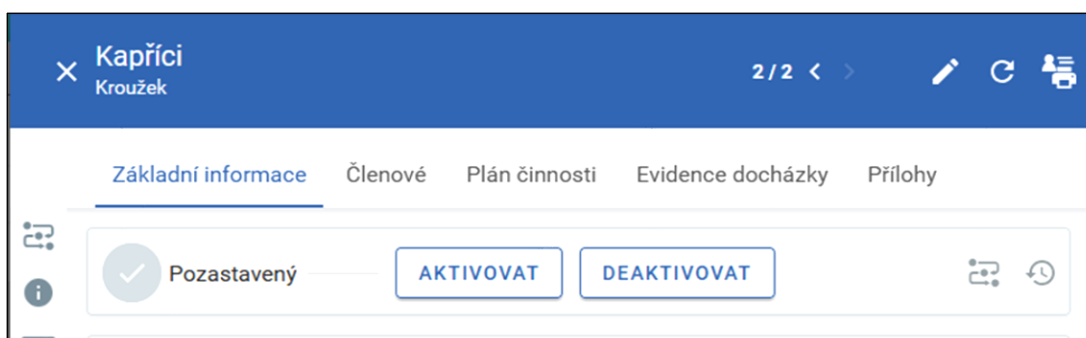 Kapříci
Kroužek
2/2
Základní informace Členové Plán činnosti Evidence docházky Přílohy
Pozastavený AKTIVOVAT DEAKTIVOVAT